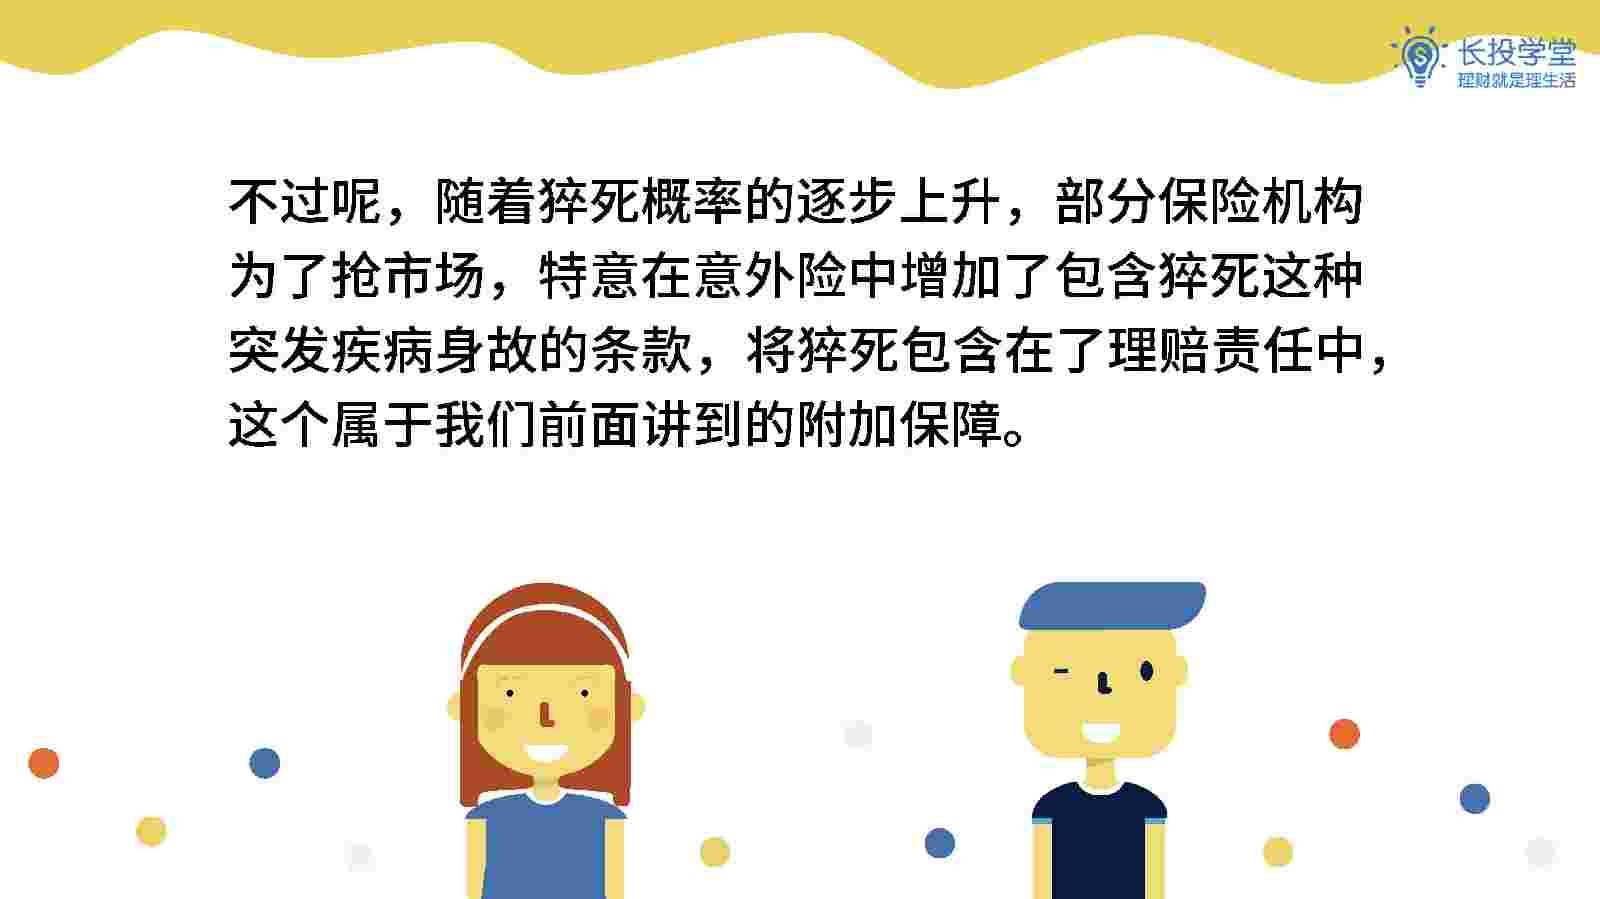 长投学堂
理财就是理生活
不过呢，随着猝死概率的逐步上升，部分保险机构
为了抢市场，特意在意外险中增加了包含猝死这种
突发疾病身故的条款，将猝死包含在了理赔责任中，
这个属于我们前面讲到的附加保障。